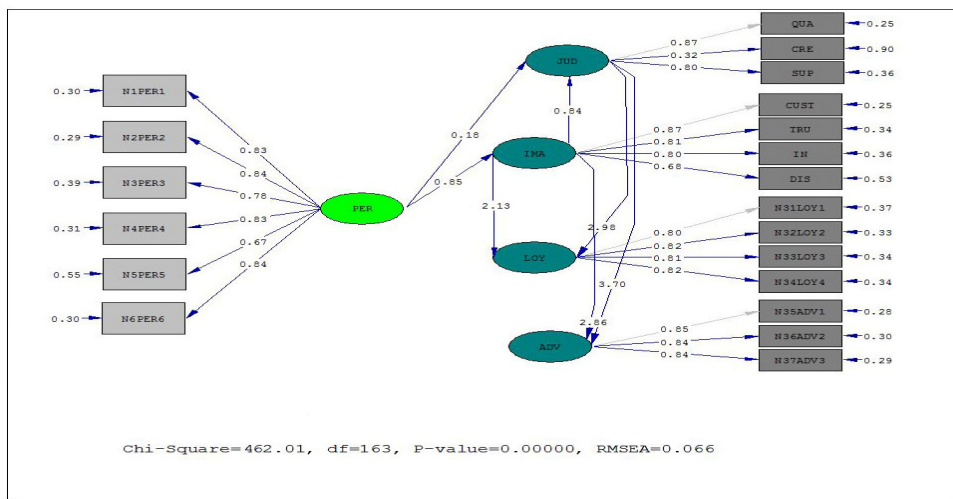 QUA
0.25
0.87
CRE
0.90
0.32
JUD
SUP
0.36
0.80
0.30
N1PER1
0.84
CUST
0.25
0.87
0.29
N2PER2
0.18
TRU
0.34
0.81
0.83
IMA
IN
0.36
0.80
0.84
0.39
N3PER3
0.85
0.68
DIS
0.53
0.78
PER
2.13
N31LOY1
0.37
0.31
N4PER4
0.83
2.98
0.80
N32LOY2
0.33
0.82
0.67
LOY
0.81
N33LOY3
0.34
0.55
N5PER5
0.82
N34LOY4
0.34
0.84
3.70
0.30
N6PER6
2.86
N35ADV1
0.28
0.85
ADV
0.84
N36ADV2
0.30
0.84
N37ADV3
0.29
Chi-Square=462.01, df=163, P-value=0.00000, RMSEA=0.066